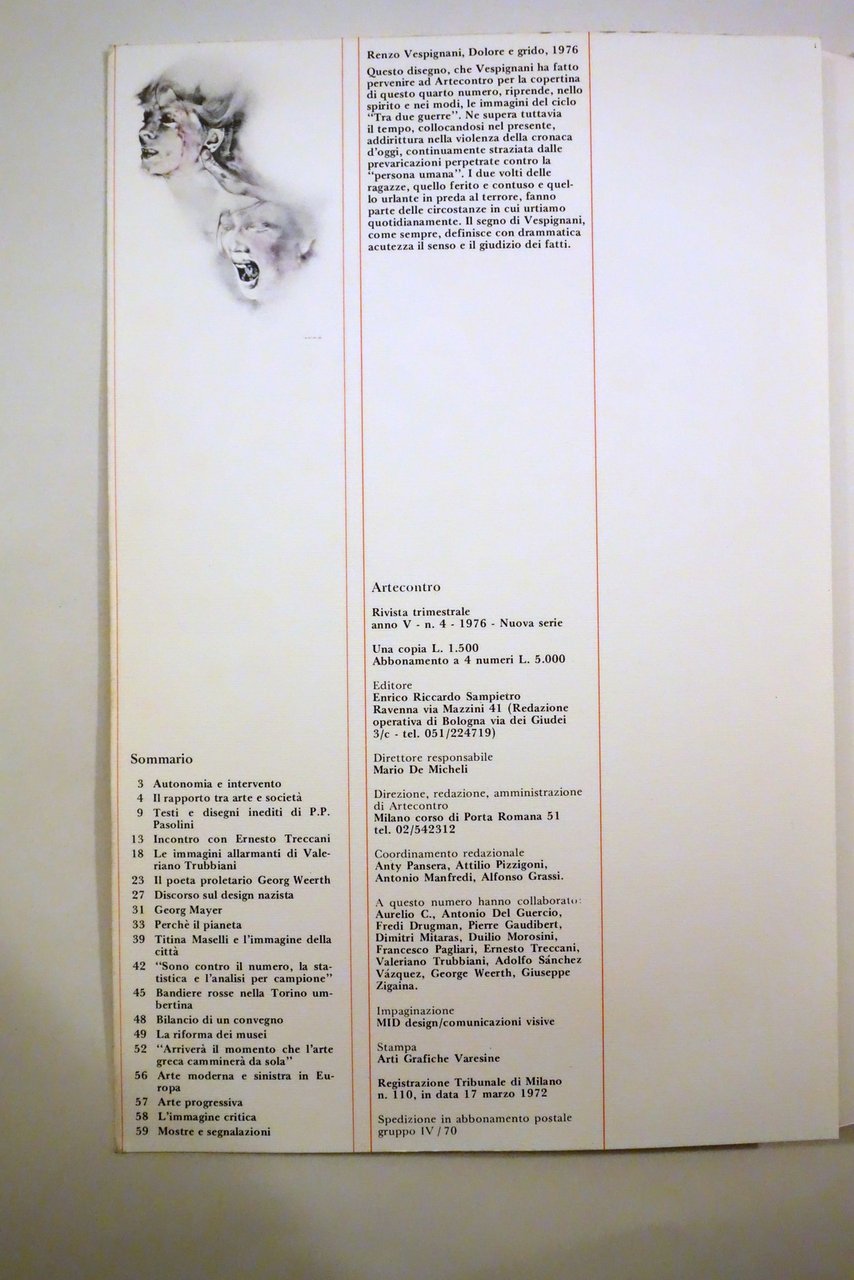 Renzo Vespignani, Dolore e grido, 1976
Questo disegno, che Vespignani ha fatto
pervenire ad Artecontro per la copertina
di questo quarto numero, riprende, nello
spirito e nei modi, le immagini del ciclo
“Tra due guerre”. Ne supera tuttavia
il tempo, collocandosi nel presente,
addirittura nella violenza della cronaca
d'oggi, continuamente straziata dalle
prevaricazioni perpetrate contro la
“persona umana”. I due volti delle
ragazze, quello ferito e contuso e quel-
lo urlante in preda al terrore, fanno
parte delle circostanze in cui urtiamo
quotidianamente. Il segno di Vespignani,
come sempre, definisce con drammatica
acutezza il senso e il giudizio dei fatti.
Sommario
3 Autonomia e intervento
4 Il rapporto tra arte e società
9 Testi e disegni inediti di P.P.
Pasolini
13 Incontro con Ernesto Treccani
18 Le immagini allarmanti di Vale-
riano Trubbiani
23 Il poeta proletario Georg Weerth
27 Discorso sul design nazista
31 Georg Mayer
33 Perchè il pianeta
39 Titina Maselli e l'immagine della
città
42 “Sono contro il numero, la sta-
tistica e l'analisi per campione”
45 Bandiere rosse nella Torino um-
bertina
48 Bilancio di un convegno
49 La riforma dei musei
52 “Arriverà il momento che l'arte
greca camminerà da sola”
56 Arte moderna e sinistra in Eu-
ropa
57 Arte progressiva
58 L'immagine critica
59 Mostre e segnalazioni
Artecontro
Rivista trimestrale
anno V - n. 4 - 1976 - Nuova serie
Una copia L. 1.500
Abbonamento a 4 numeri L. 5.000
Editore
Enrico Riccardo Sampietro
Ravenna via Mazzini 41 (Redazione
operativa di Bologna via dei Giudei
3/c - tel. 051/224719)
Direttore responsabile
Mario De Micheli
Direzione, redazione, amministrazione
di Artecontro
Milano corso di Porta Romana 51
tel. 02/542312
Coordinamento redazionale
Anty Pansera, Attilio Pizzigoni,
Antonio Manfredi, Alfonso Grassi.
A questo numero hanno collaborato:
Aurelio C., Antonio Del Guercio,
Fredi Drugman, Pierre Gaudibert,
Dimitri Mitaras, Duilio Morosini,
Francesco Pagliari, Ernesto Treccani,
Valeriano Trubbiani, Adolfo Sánchez
Vázquez, George Weerth, Giuseppe
Zigaina.
Impaginazione
MID design/comunicazioni visive
Stampa
Arti Grafiche Varesine
Registrazione Tribunale di Milano
n. 110, in data 17 marzo 1972
Spedizione in abbonamento postale
gruppo IV/70